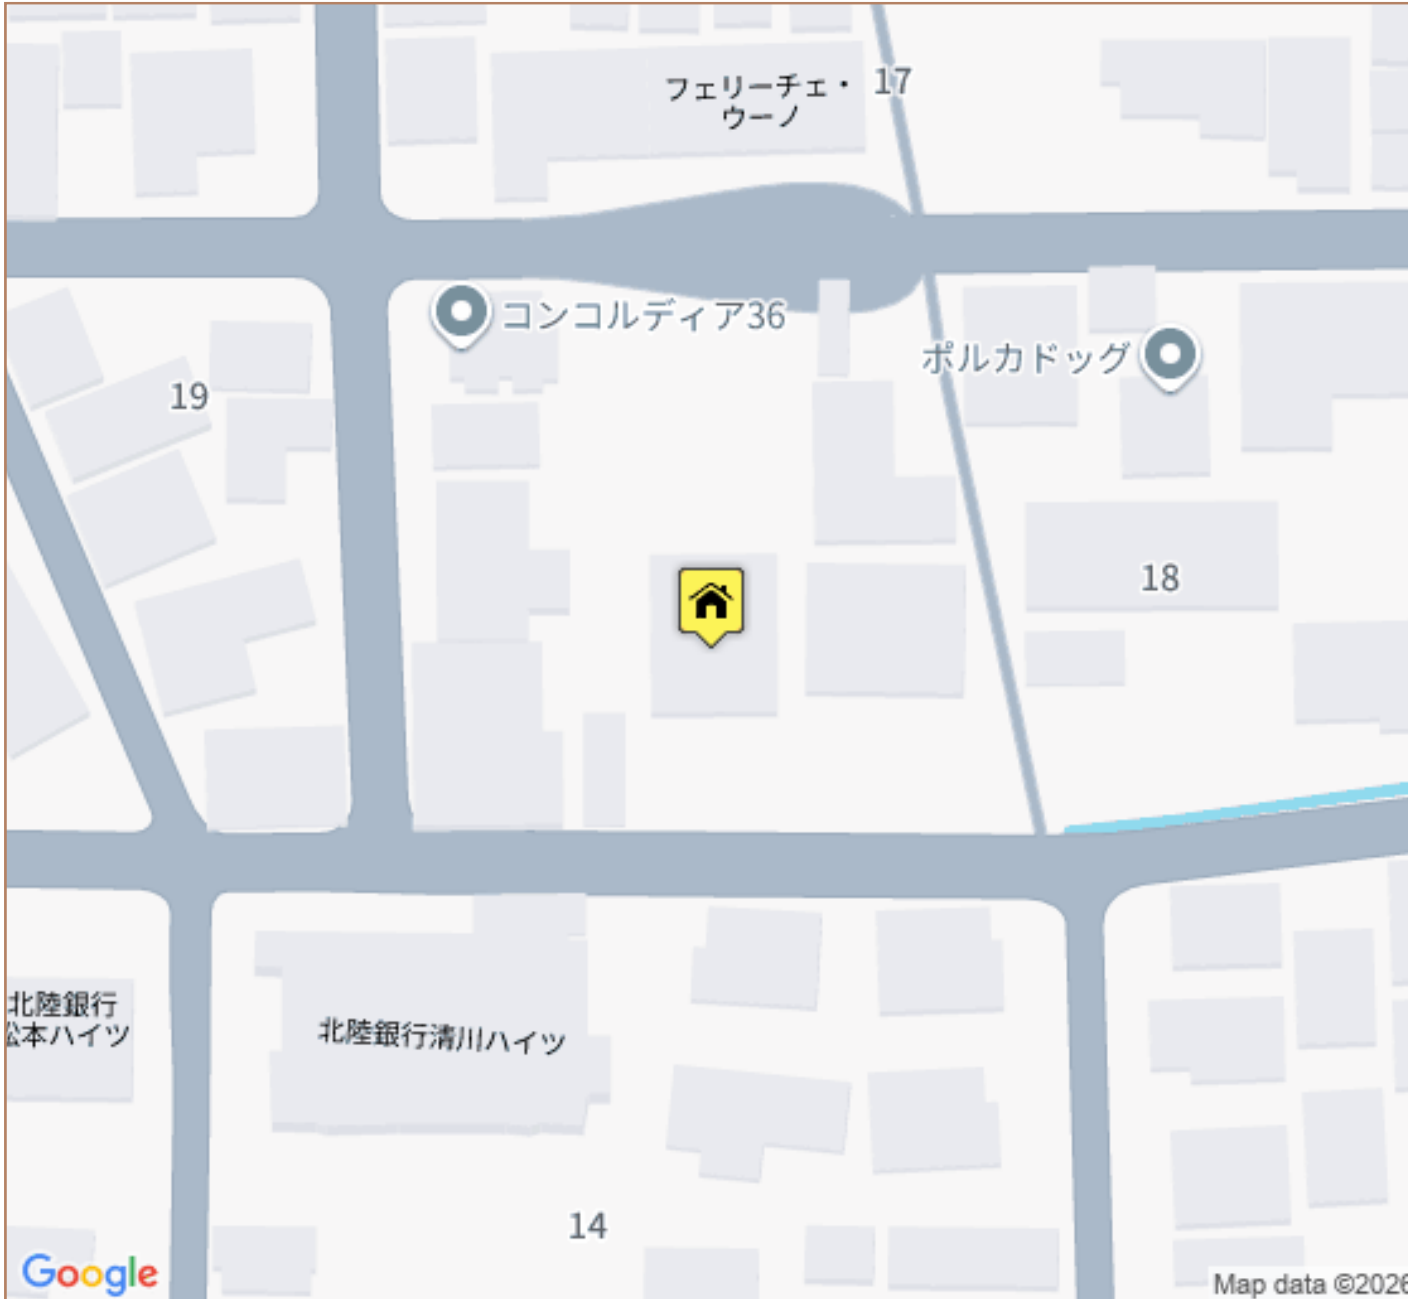 フェリーチェ・
ウーノ
17
コンコルディア36
ポルカドッグ
19
18
北陸銀行
松本ハイツ
北陸銀行清川ハイツ
14
Google
Map data ©2026